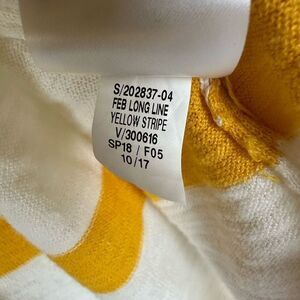 S/202837-04
FEB LONG LINE
YELLOW STRIPE
V/300616
SP18 / F05
10/17